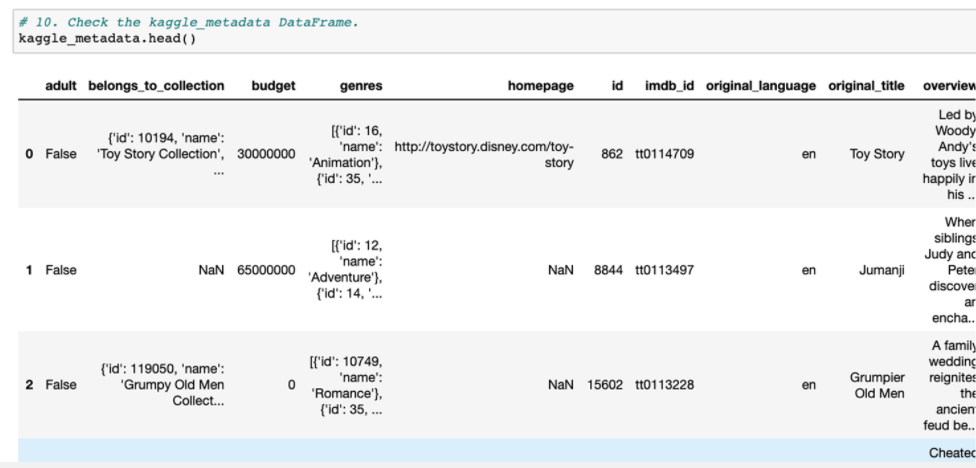 # 10. Check the kaggle_metadata DataFrame.
kaggle_metadata.head()
adult belongs_to_collection budget genres homepage id imdb_id original_language original_title overview
0 False {'id': 10194, 'name': 'Toy Story Collection', ... 30000000 [{'id': 16, 'name': 'Animation'}, {'id': 35, '... http://toystory.disney.com/toy-story 862 tt0114709 en Toy Story Led by Woody, Andy's toys live happily in his ..
1 False NaN 65000000 [{'id': 12, 'name': 'Adventure'}, {'id': 14, '... NaN 8844 tt0113497 en Jumanji When siblings Judy and Peter discover an encha..
2 False {'id': 119050, 'name': 'Grumpy Old Men Collect... 0 [{'id': 10749, 'name': 'Romance'}, {'id': 35, ... NaN 15602 tt0113228 en Grumpier Old Men A family wedding reignites the ancient feud be..
Cheated